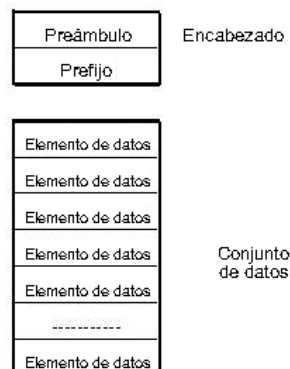 Preâmbulo
Encabezado
Prefijo
Elemento de datos
Elemento de datos
Elemento de datos
Elemento de datos
Elemento de datos
Conjunto
de datos
-----------
Elemento de datos